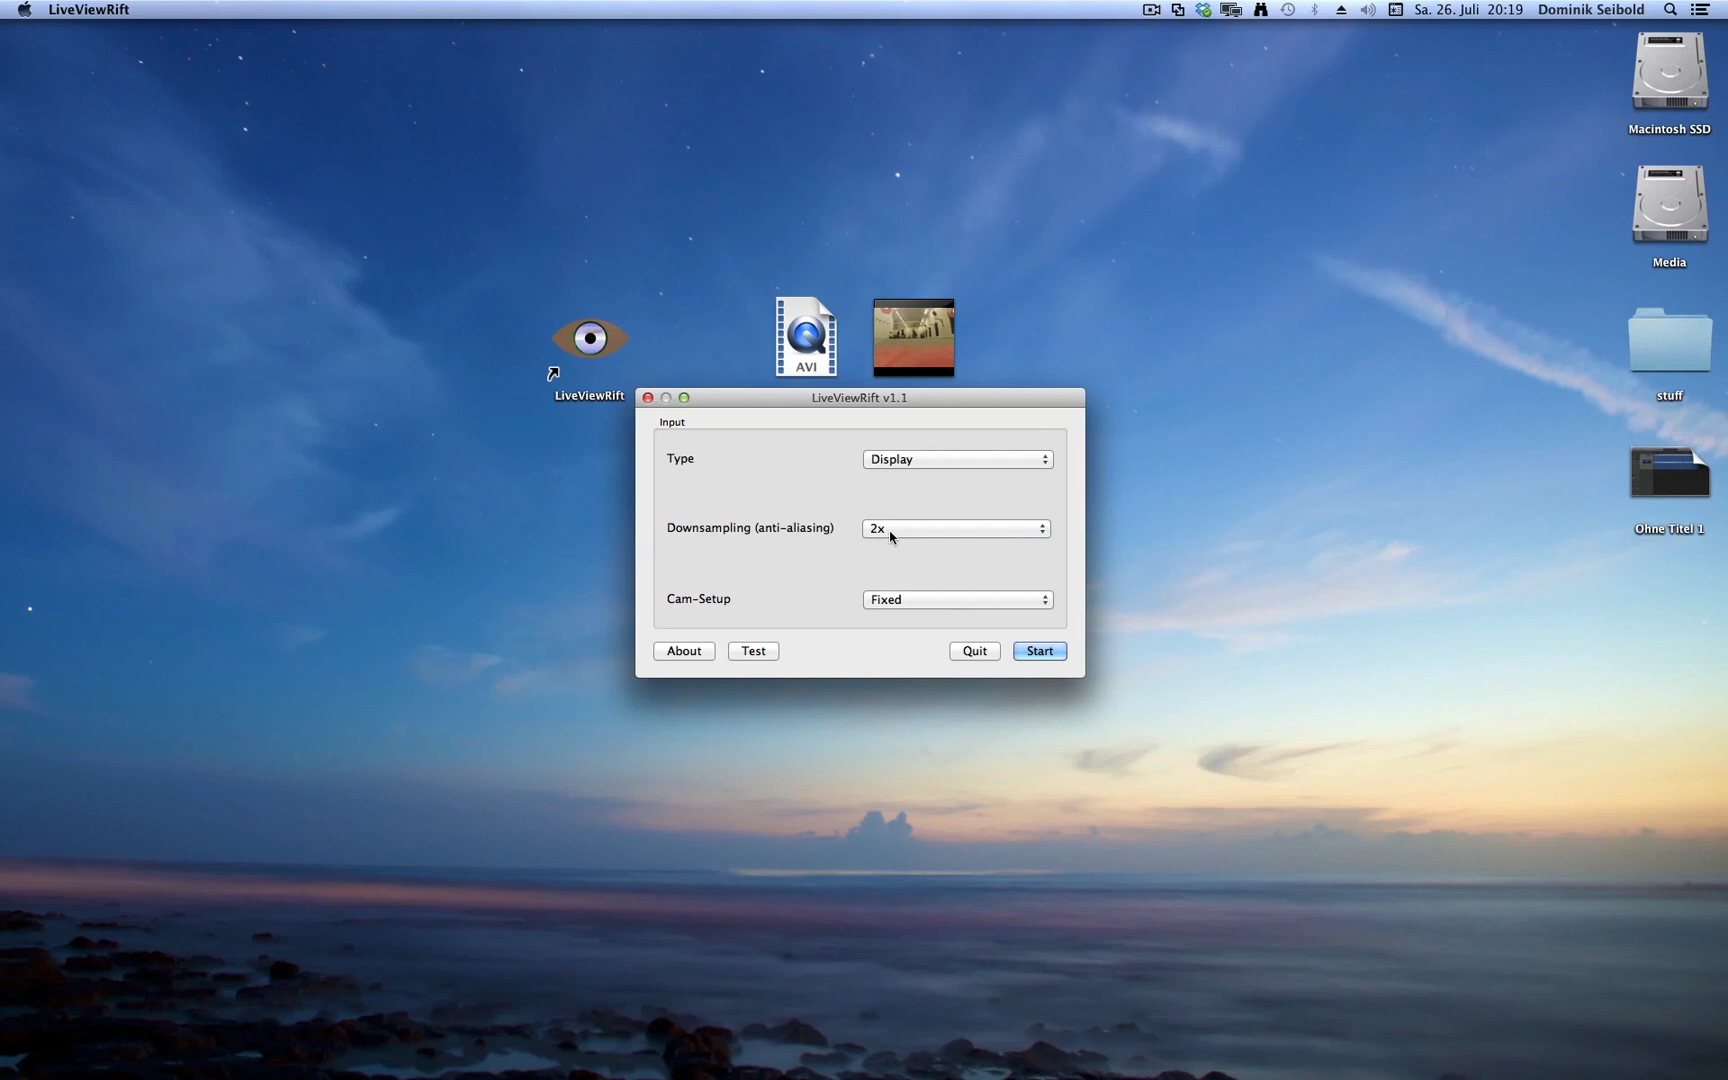 LiveViewRift
Sa. 26. Juli 20:19 Dominik Seibold
Macintosh SSD
Media
AVI
LiveViewRift
stuff
LiveViewRift v1.1
Input
Type Display
Downsampling (anti-aliasing) 2x
Ohne Titel 1
Cam-Setup Fixed
About Test Quit Start